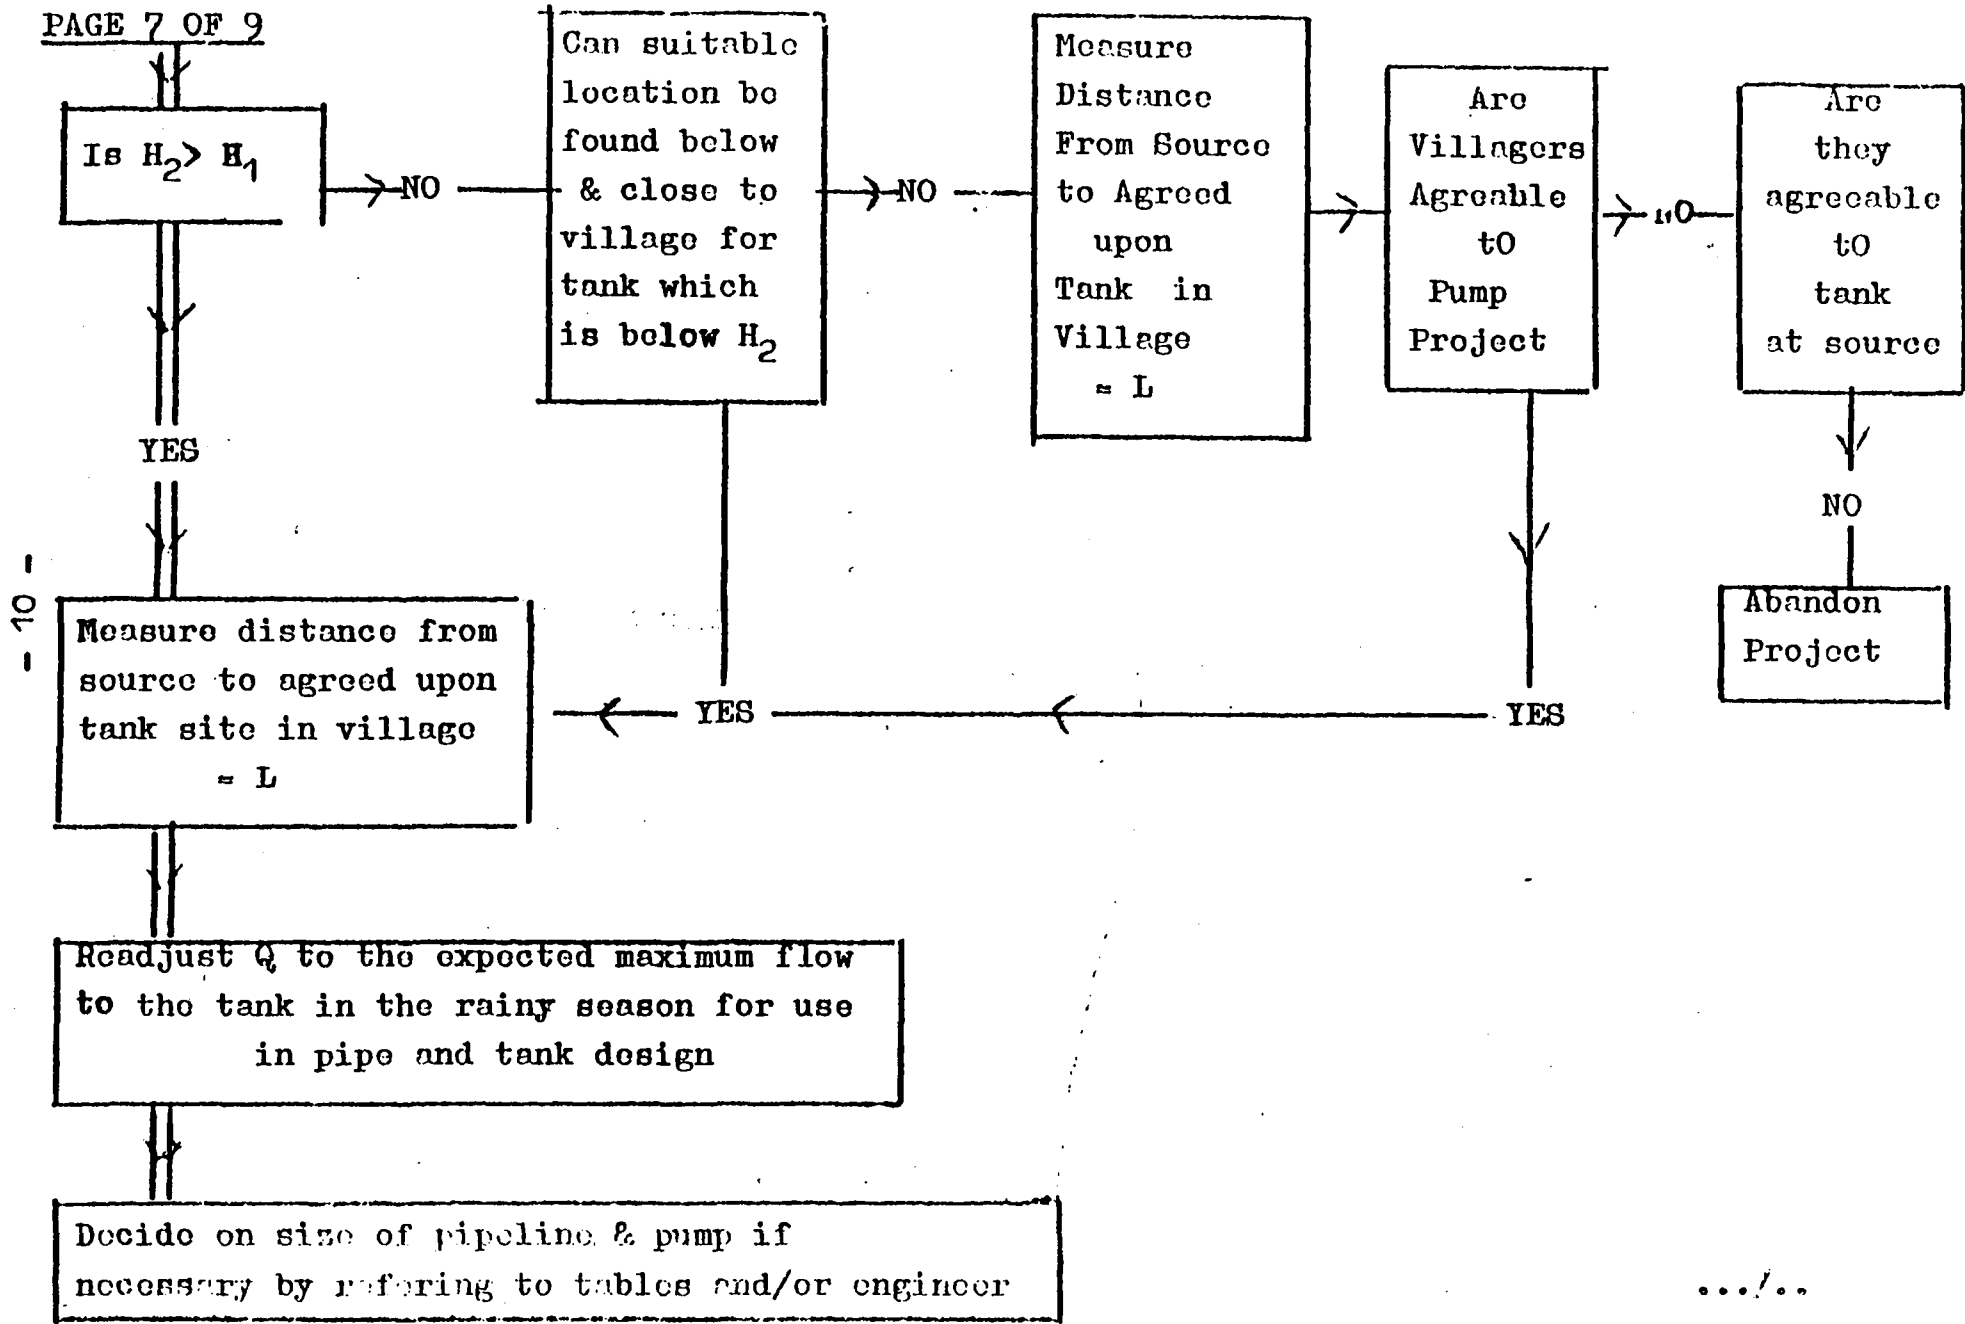 PAGE 7 OF 9
Is H2> H1
NO
Can suitable
location be
found below
& close to
village for
tank which
is below H2
NO
Measure
Distance
From Source
to Agreed
upon
Tank in
Village
= L
Are
Villagers
Agreable
tO
Pump
Project
Are
they
agreeable
tO
tank
at source
YES
NO
Abandon
Project
- 10 -
Measure distance from
source to agreed upon
tank site in village
= L
YES
YES
Readjust Q to the expected maximum flow
to the tank in the rainy season for use
in pipe and tank design
Decide on size of pipeline & pump if
necessary by refering to tables and/or engineer
.../..